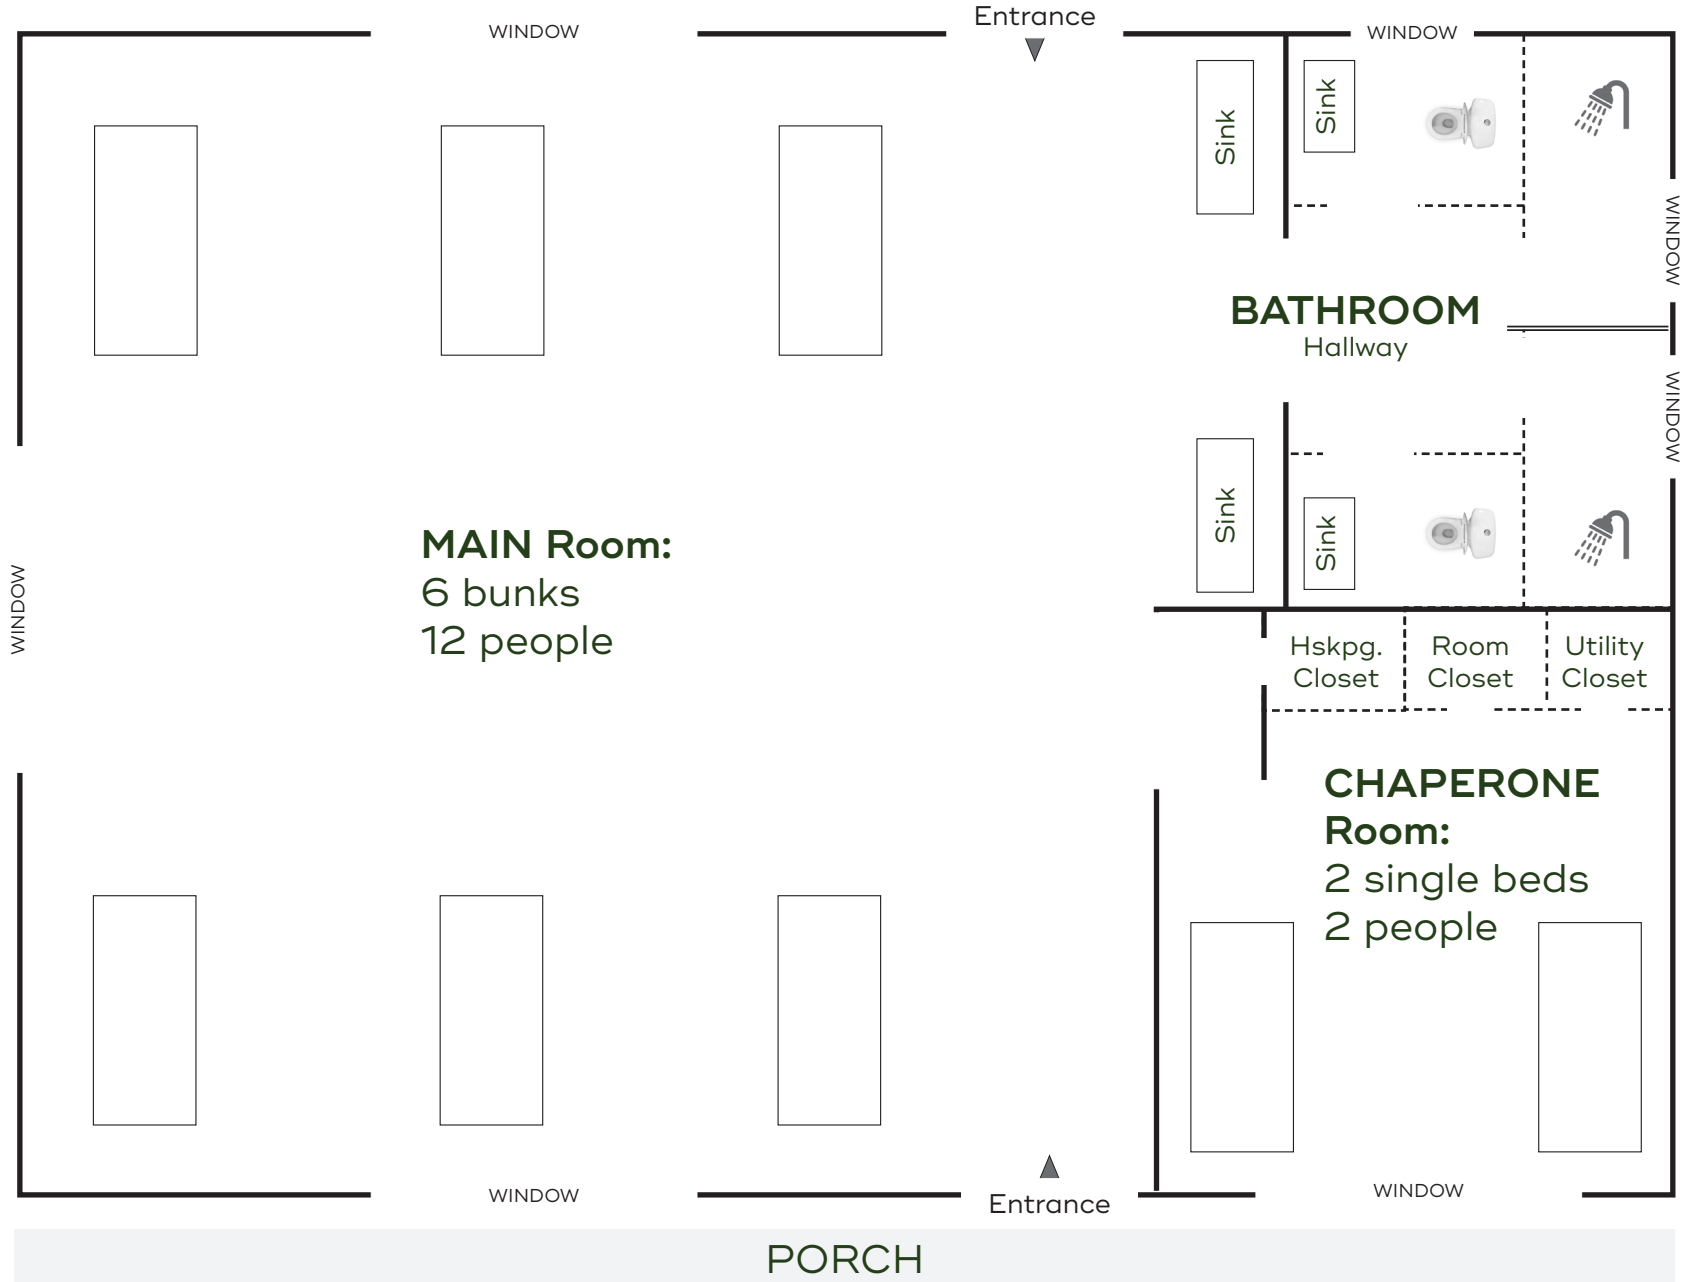 Entrance
WINDOW
WINDOW
Sink
Sink
WINDOW
BATHROOM
Hallway
WINDOW
Sink
Sink
MAIN Room:
6 bunks
12 people
WINDOW
Hskpg.
Closet
Room
Closet
Utility
Closet
CHAPERONE
Room:
2 single beds
2 people
WINDOW
Entrance
WINDOW
PORCH